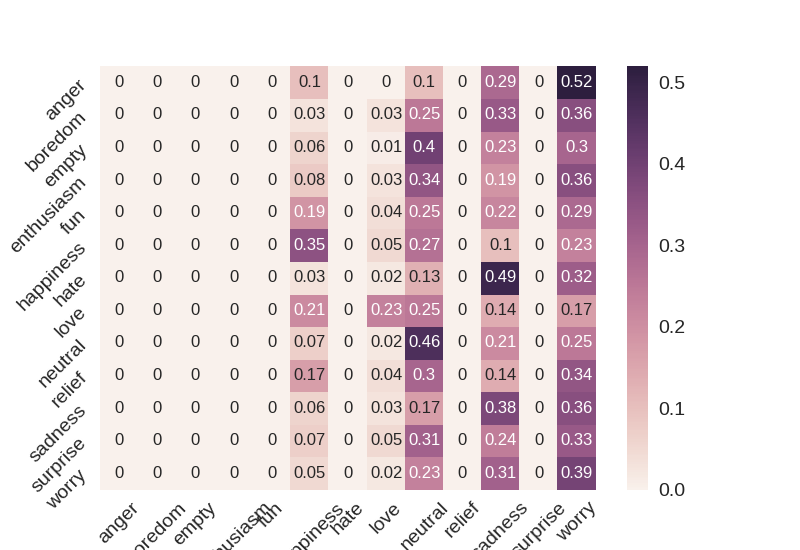 anger 0 0 0 0 0 0.1 0 0 0.1 0 0.29 0 0.52
boredom 0 0 0 0 0 0.03 0 0.03 0.25 0 0.33 0 0.36
empty 0 0 0 0 0 0.06 0 0.01 0.4 0 0.23 0 0.3
enthusiasm 0 0 0 0 0 0.08 0 0.03 0.34 0 0.19 0 0.36
fun 0 0 0 0 0 0.19 0 0.04 0.25 0 0.22 0 0.29
happiness 0 0 0 0 0 0.35 0 0.05 0.27 0 0.1 0 0.23
hate 0 0 0 0 0 0.03 0 0.02 0.13 0 0.49 0 0.32
love 0 0 0 0 0 0.21 0 0.23 0.25 0 0.14 0 0.17
neutral 0 0 0 0 0 0.07 0 0.02 0.46 0 0.21 0 0.25
relief 0 0 0 0 0 0.17 0 0.04 0.3 0 0.14 0 0.34
sadness 0 0 0 0 0 0.06 0 0.03 0.17 0 0.38 0 0.36
surprise 0 0 0 0 0 0.07 0 0.05 0.31 0 0.24 0 0.33
worry 0 0 0 0 0 0.05 0 0.02 0.23 0 0.31 0 0.39
anger oredom empty husiasm fun ppiness hate love neutral relief sadness surprise worry
0.5
0.4
0.3
0.2
0.1
0.0